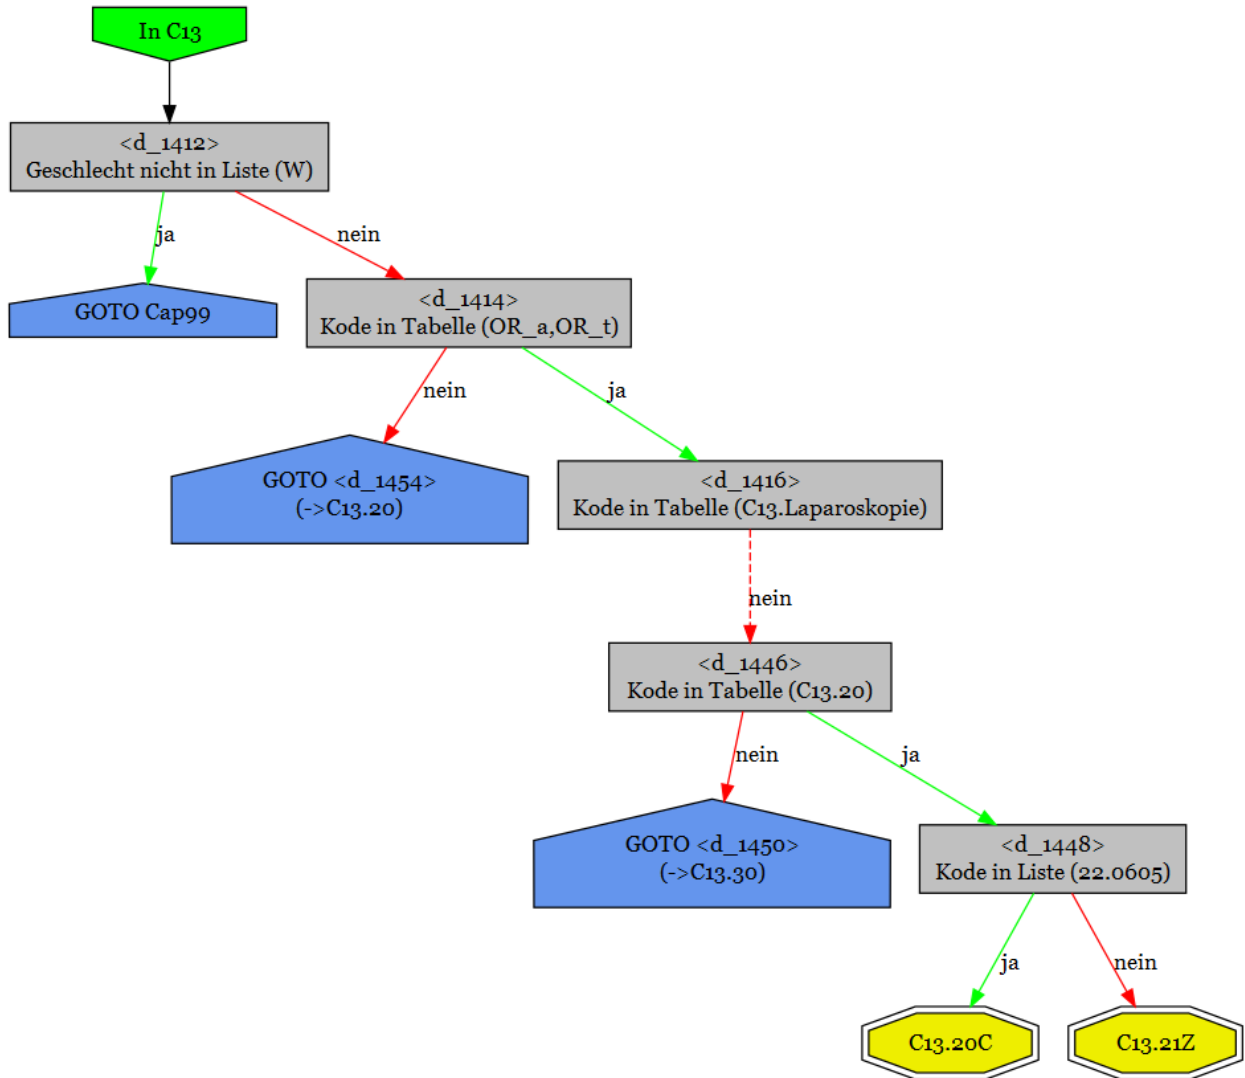 In C13
<d_1412>
Geschlecht nicht in Liste (W)
ja
nein
GOTO Cap99
<d_1414>
Kode in Tabelle (OR_a,OR_t)
nein
ja
GOTO <d_1454>
(->C13.20)
<d_1416>
Kode in Tabelle (C13.Laparoskopie)
nein
<d_1446>
Kode in Tabelle (C13.20)
nein
ja
GOTO <d_1450>
(->C13.30)
<d_1448>
Kode in Liste (22.0605)
ja
nein
C13.20C
C13.21Z